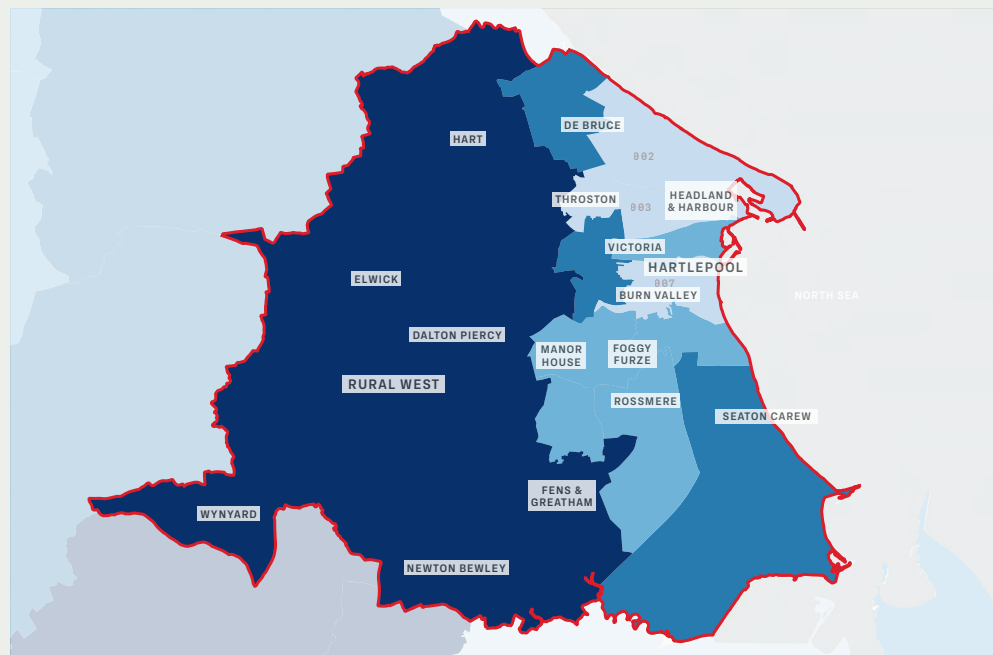 DE BRUCE
HART
002
THROSTON
HEADLAND
& HARBOUR
003
VICTORIA
HARTLEPOOL
ELWICK
007
BURN VALLEY
NORTH SEA
DALTON PIERCY
MANOR
HOUSE
FOGGY
FURZE
RURAL WEST
ROSSMERE
SEATON CAREW
FENS &
GREATHAM
WYNYARD
NEWTON BEWLEY